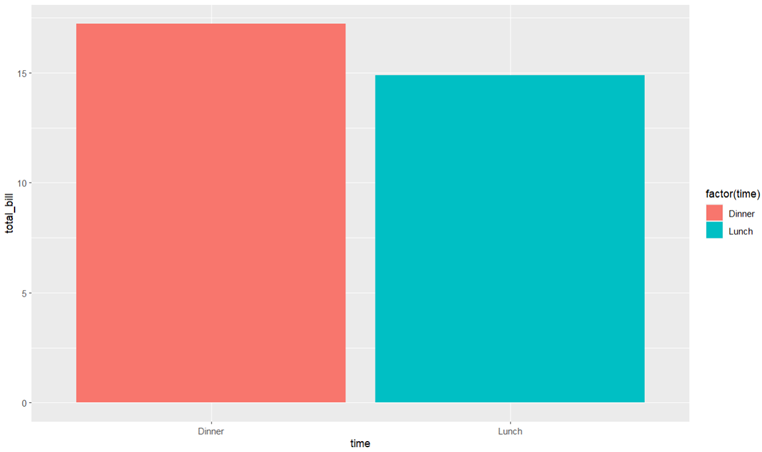 total_bill
15
10
5
0
Dinner
Lunch
time
factor(time)
Dinner
Lunch